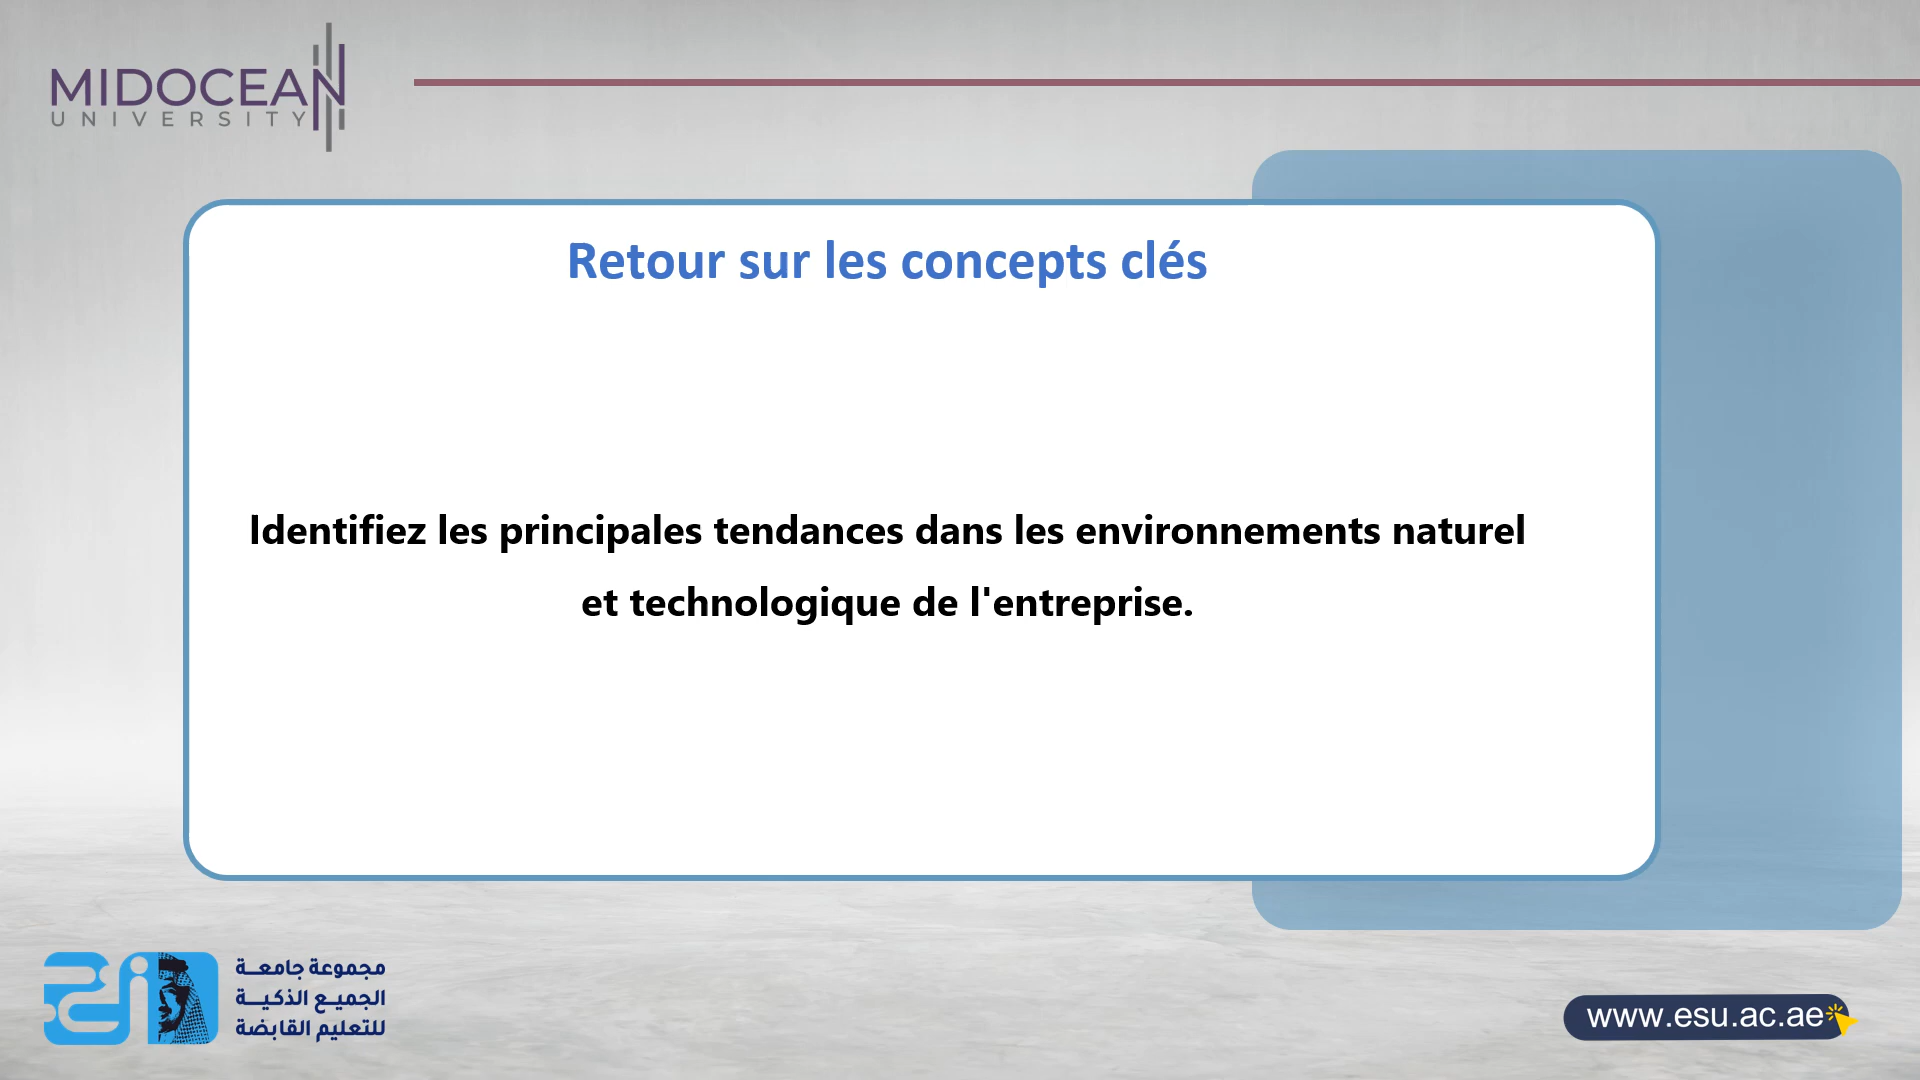 MIDOCEAN
UNIVERSITY
Retour sur les concepts clés
Identifiez les principales tendances dans les environnements naturel
et technologique de l'entreprise.
مجموعة جامعة
الجميع الذكية
للتعليم القابضة
www.esu.ac.ae